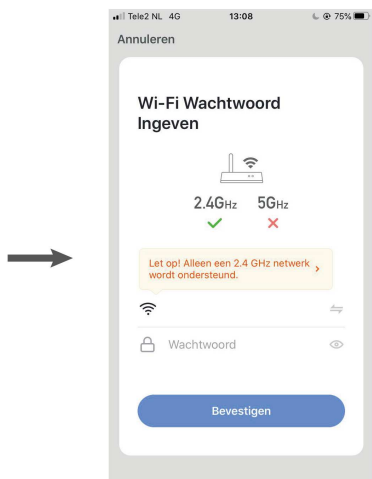 Tele2 NL 4G 13:08 75%
Annuleren
Wi-Fi Wachtwoord
Ingeven
2.4GHz 5GHz
Let op! Alleen een 2.4 GHz netwerk
wordt ondersteund.
Wachtwoord
Bevestigen